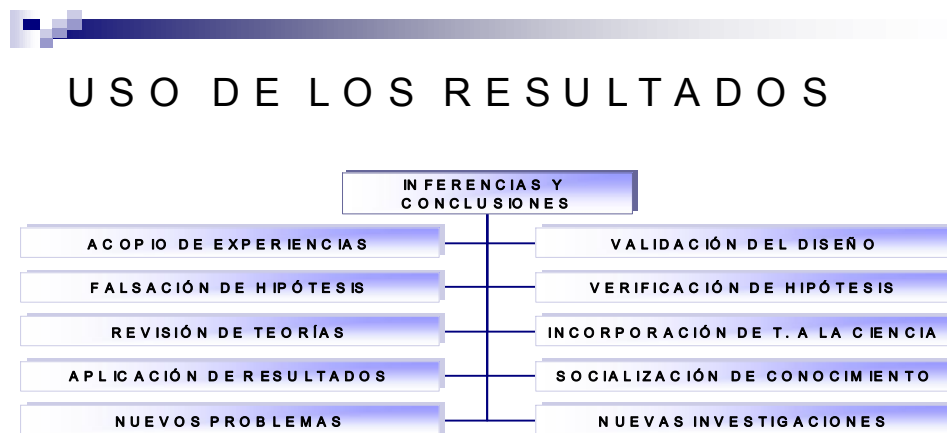 USO DE LOS RESULTADOS
INFERENCIAS Y
CONCLUSIONES
ACOPIO DE EXPERIENCIAS
VALIDACIÓN DEL DISEÑO
FALSACIÓN DE HIPÓTESIS
VERIFICACIÓN DE HIPÓTESIS
REVISIÓN DE TEORÍAS
INCORPORACIÓN DE T. A LA CIENCIA
APLICACIÓN DE RESULTADOS
SOCIALIZACIÓN DE CONOCIMIENTO
NUEVOS PROBLEMAS
NUEVAS INVESTIGACIONES